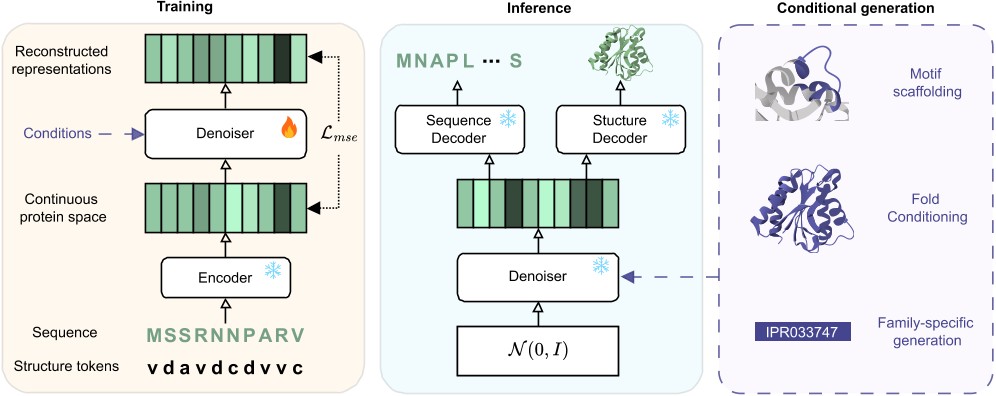 Training
Reconstructed
representations
Conditions
Denoiser
ℒmse
Continuous
protein space
Encoder
Sequence
MSSRNNPARV
Structure tokens
vdavdcdvvc
Inference
MNAPL ··· S
Sequence
Decoder
Stucture
Decoder
Denoiser
𝒩(0, I)
Conditional generation
Motif
scaffolding
Fold
Conditioning
IPR033747
Family-specific
generation